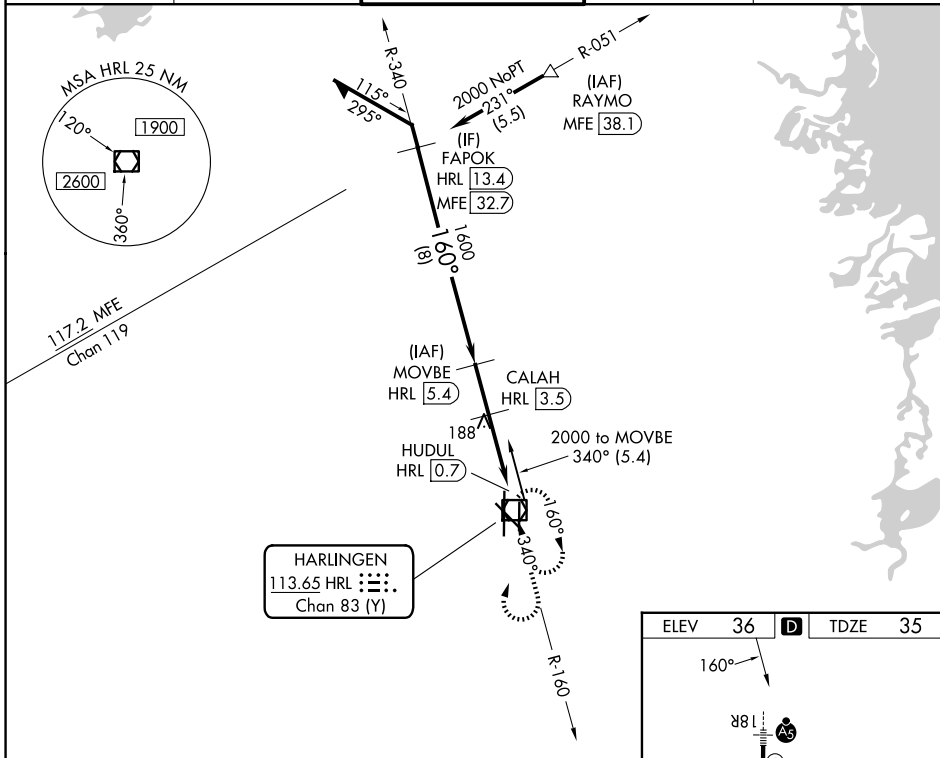 MSA HRL 25 NM
120°
1900
2600
360°
R-340
115°
295°
2000 NoPT
231°
(5.5)
R-051
(IAF)
RAYMO
MFE 38.1
(IF)
FAPOK
HRL 13.4
MFE 32.7
1600
160°
(8)
117.2 MFE
Chan 119
(IAF)
MOVBE
HRL 5.4
CALAH
HRL 3.5
188
HUDUL
HRL 0.7
2000 to MOVBE
340° (5.4)
160°
340°
HARLINGEN
113.65 HRL
Chan 83 (Y)
R-160
ELEV 36 D TDZE 35
160°
18R
A5